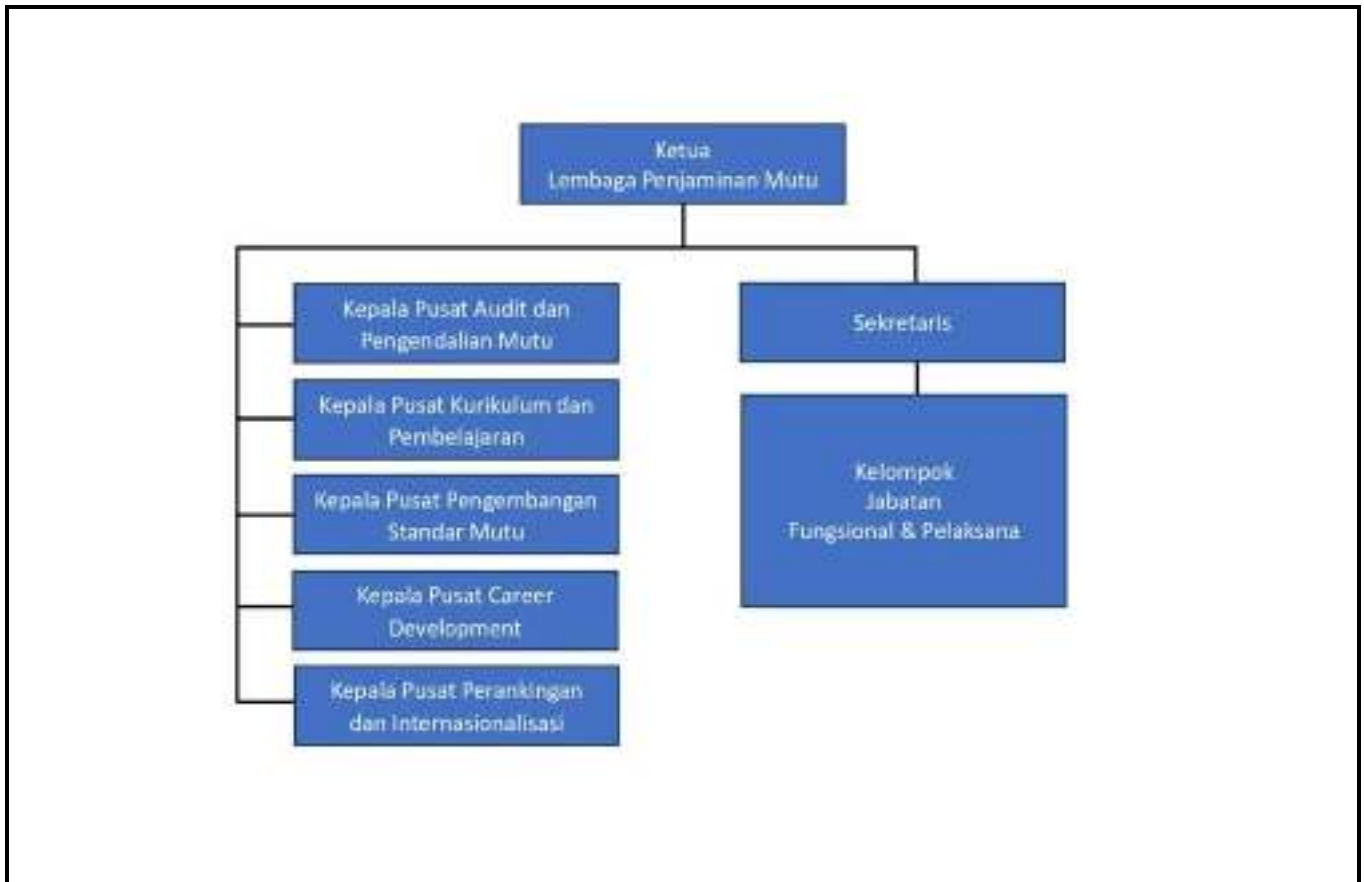 Ketua
Lembaga Penjaminan Mutu
Kepala Pusat Audit dan
Pengendalian Mutu
Kepala Pusat Kurikulum dan
Pembelajaran
Kepala Pusat Pengembangan
Standar Mutu
Kepala Pusat Career
Development
Kepala Pusat Perankingan
dan Internasionalisasi
Sekretaris
Kelompok
Jabatan
Fungsional & Pelaksana